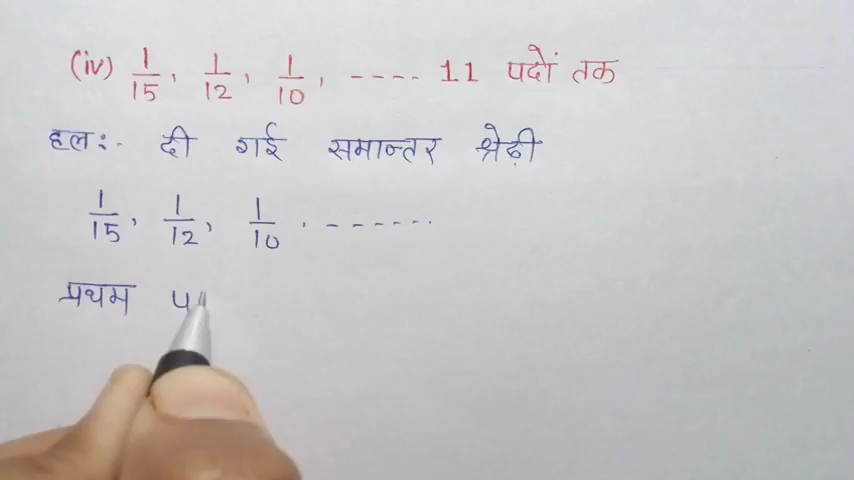 (iv) 1/15, 1/12, 1/10, ---- 11 पदों तक
हल:- दी गई समान्तर श्रेढ़ी
1/15, 1/12, 1/10, -------
प्रथम प